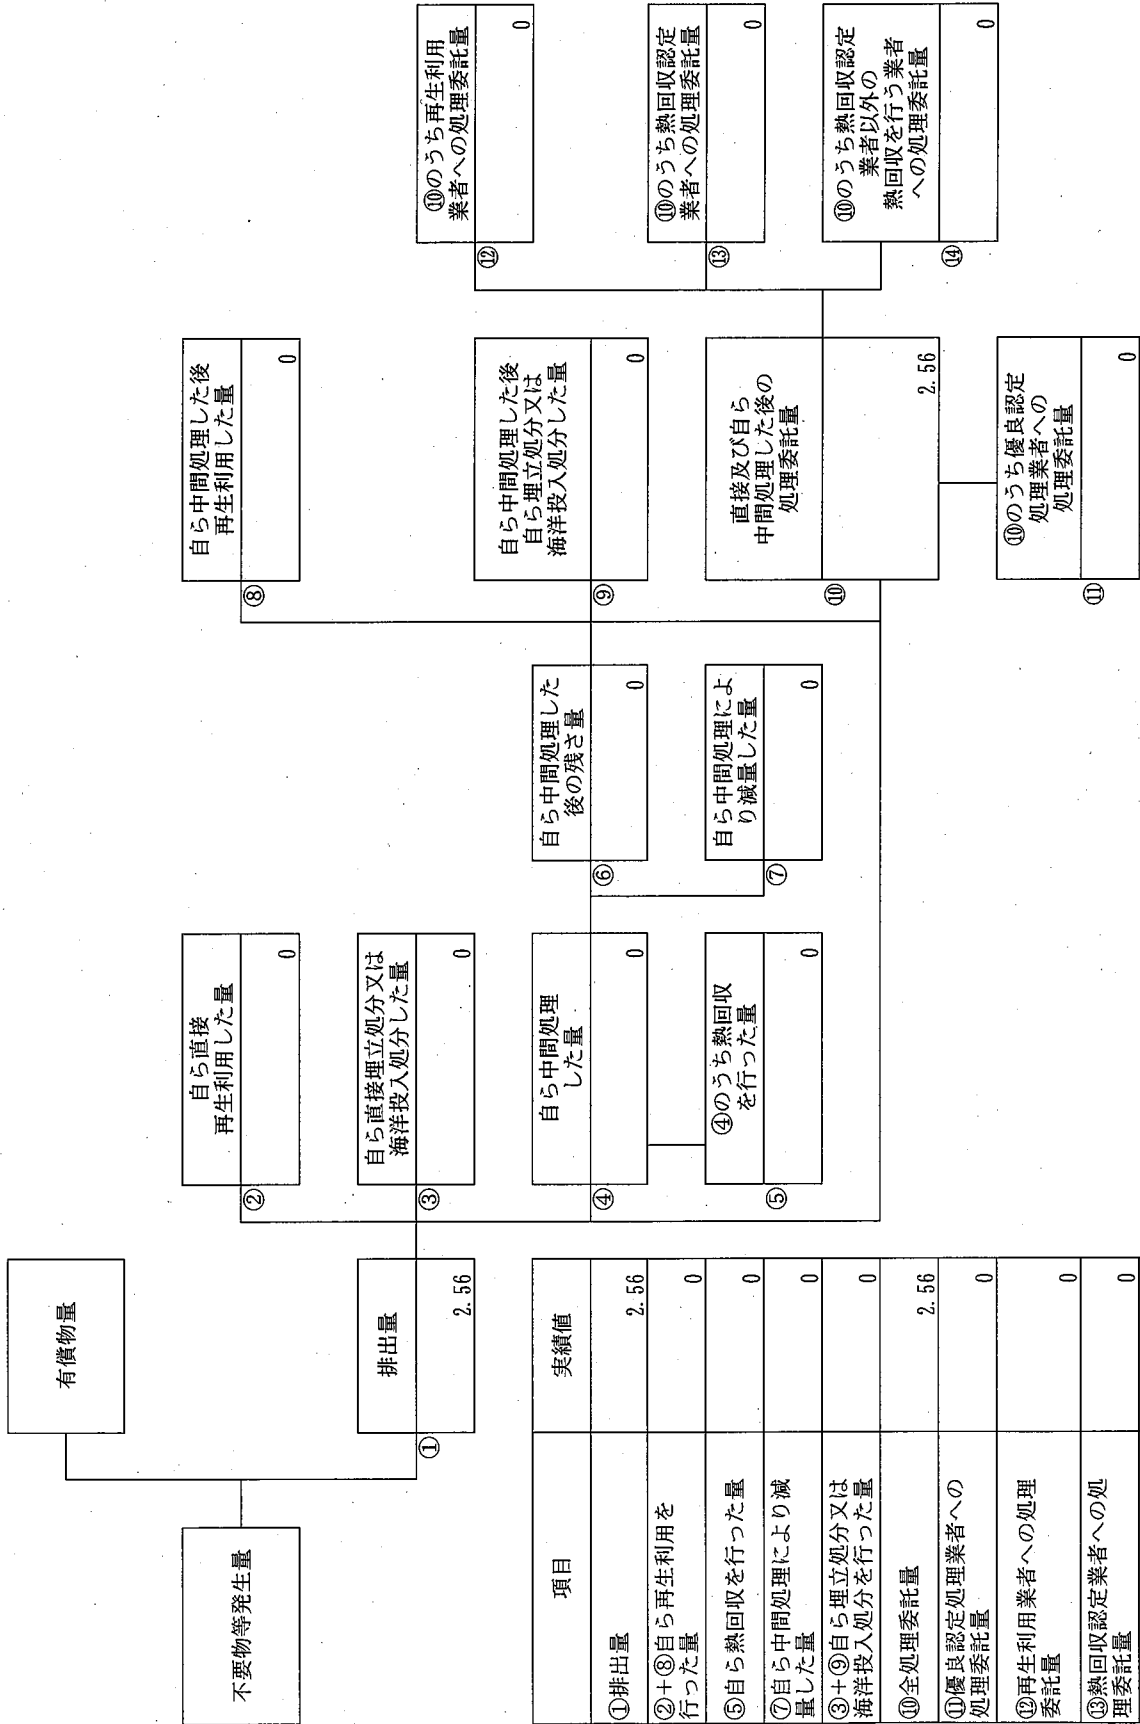 不要物等発生量
有償物量
排出量
①
2.56
自ら直接
再生利用した量
②
0
自ら直接埋立処分又は
海洋投入処分した量
③
0
自ら中間処理
した量
④
0
④のうち熱回収
を行った量
⑤
0
自ら中間処理した
後の残さ量
⑥
0
自ら中間処理によ
り減量した量
⑦
0
自ら中間処理した後
再生利用した量
⑧
0
自ら中間処理した後
自ら埋立処分又は
海洋投入処分した量
⑨
0
直接及び自ら
中間処理した後の
処理委託量
⑩
2.56
⑩のうち優良認定
処理業者への
処理委託量
⑪
0
⑩のうち再生利用
業者への処理委託量
⑫
0
⑩のうち熱回収認定
業者への処理委託量
⑬
0
⑩のうち熱回収認定
業者以外の
熱回収を行う業者
への処理委託量
⑭
0
項目 実績値
①排出量 2.56
②+⑧自ら再生利用を
行った量 0
⑤自ら熱回収を行った量 0
⑦自ら中間処理により減
量した量 0
③+⑨自ら埋立処分又は
海洋投入処分を行った量 0
⑩全処理委託量 2.56
⑪優良認定処理業者への
処理委託量 0
⑫再生利用業者への処理
委託量 0
⑬熱回収認定業者への処
理委託量 0